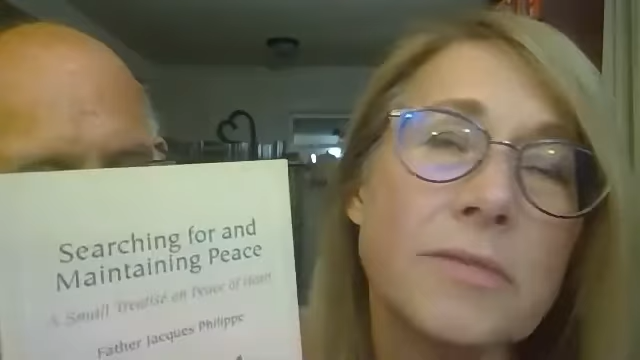 Searching for and
Maintaining Peace
A Small Treatise on Peace of Heart
Father Jacques Philippe